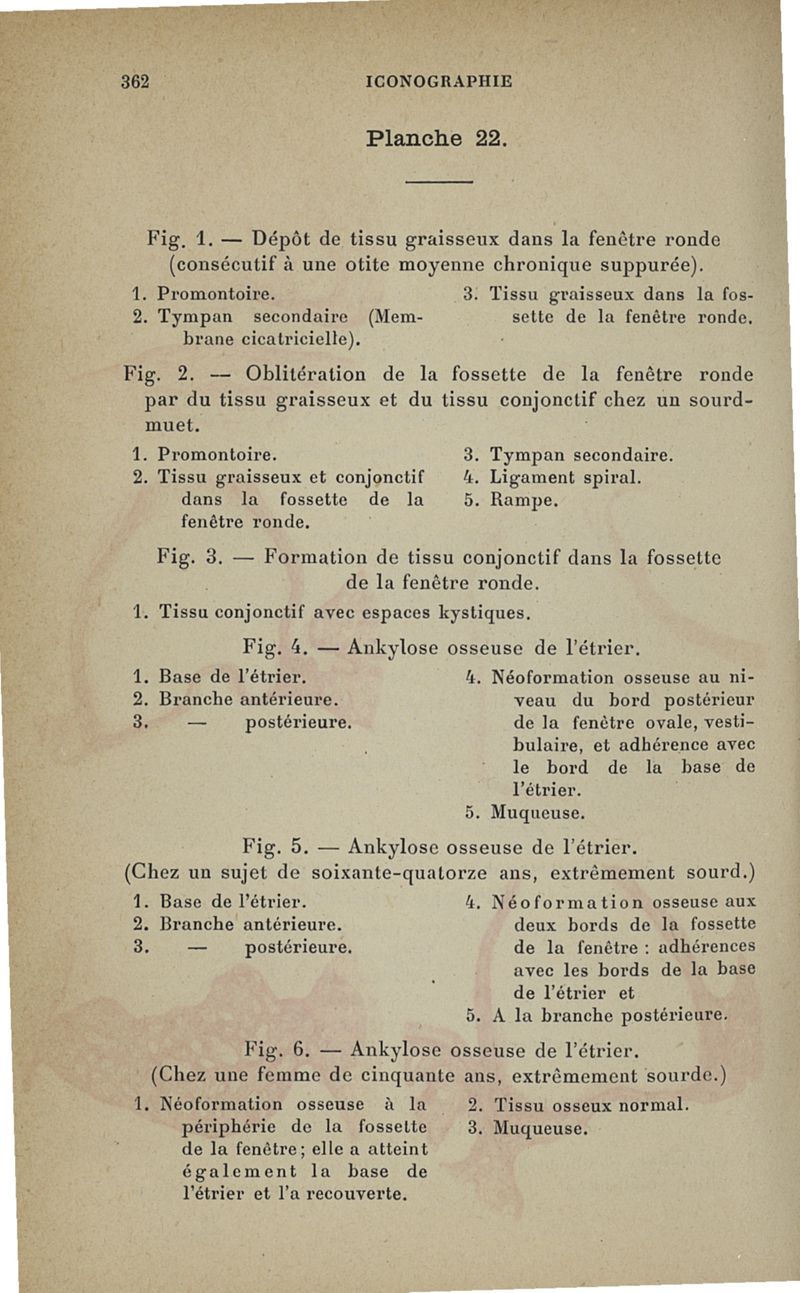 362
ICONOGRAPHIE
Planche 22.
Fig. 1. — Dépôt de tissu graisseux dans la fenêtre ronde
(consécutif à une otite moyenne chronique suppurée).
1. Promontoire.
2. Tympan secondaire (Mem-
brane cicatricielle).
3. Tissu graisseux dans la fos-
sette de la fenêtre ronde.
Fig. 2. — Oblitération de la fossette de la fenêtre ronde
par du tissu graisseux et du tissu conjonctif chez un sourd-
muet.
1. Promontoire.
2. Tissu graisseux et conjonctif
dans la fossette de la
fenêtre ronde.
3. Tympan secondaire.
4. Ligament spiral.
5. Rampe.
Fig. 3. — Formation de tissu conjonctif dans la fossette
de la fenêtre ronde.
1. Tissu conjonctif avec espaces kystiques.
Fig. 4. — Ankylose osseuse de l'étrier.
1. Base de l'étrier.
2. Branche antérieure.
3. — postérieure.
4. Néoformation osseuse au ni-
veau du bord postérieur
de la fenêtre ovale, vesti-
bulaire, et adhérence avec
le bord de la base de
l'étrier.
5. Muqueuse.
Fig. 5. — Ankylose osseuse de l'étrier.
(Chez un sujet de soixante-quatorze ans, extrêmement sourd.)
1. Base de l'étrier.
2. Branche antérieure.
3. — postérieure.
4. Néoformation osseuse aux
deux bords de la fossette
de la fenêtre : adhérences
avec les bords de la base
de l'étrier et
5. A la branche postérieure.
Fig. 6. — Ankylose osseuse de l'étrier.
(Chez une femme de cinquante ans, extrêmement sourde.)
1. Néoformation osseuse à la
périphérie de la fossette
de la fenêtre; elle a atteint
également la base de
l'étrier et l'a recouverte.
2. Tissu osseux normal.
3. Muqueuse.